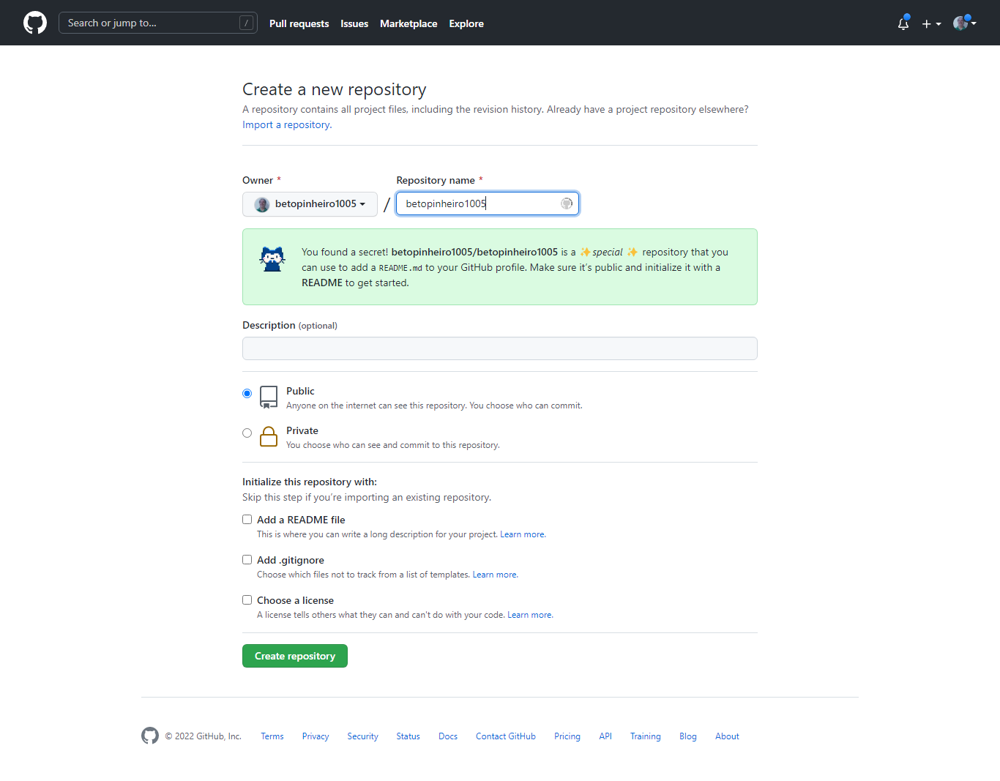 Search or jump to...
/
Pull requests
Issues
Marketplace
Explore
Create a new repository
A repository contains all project files, including the revision history. Already have a project repository elsewhere?
Import a repository.
Owner *
Repository name *
betopinheiro1005
/
betopinheiro1005
You found a secret! betopinheiro1005/betopinheiro1005 is a ✨special ✨ repository that you
can use to add a README.md to your GitHub profile. Make sure it’s public and initialize it with a
README to get started.
Description (optional)
Public
Anyone on the internet can see this repository. You choose who can commit.
Private
You choose who can see and commit to this repository.
Initialize this repository with:
Skip this step if you’re importing an existing repository.
Add a README file
This is where you can write a long description for your project. Learn more.
Add .gitignore
Choose which files not to track from a list of templates. Learn more.
Choose a license
A license tells others what they can and can't do with your code. Learn more.
Create repository
© 2022 GitHub, Inc.
Terms
Privacy
Security
Status
Docs
Contact GitHub
Pricing
API
Training
Blog
About